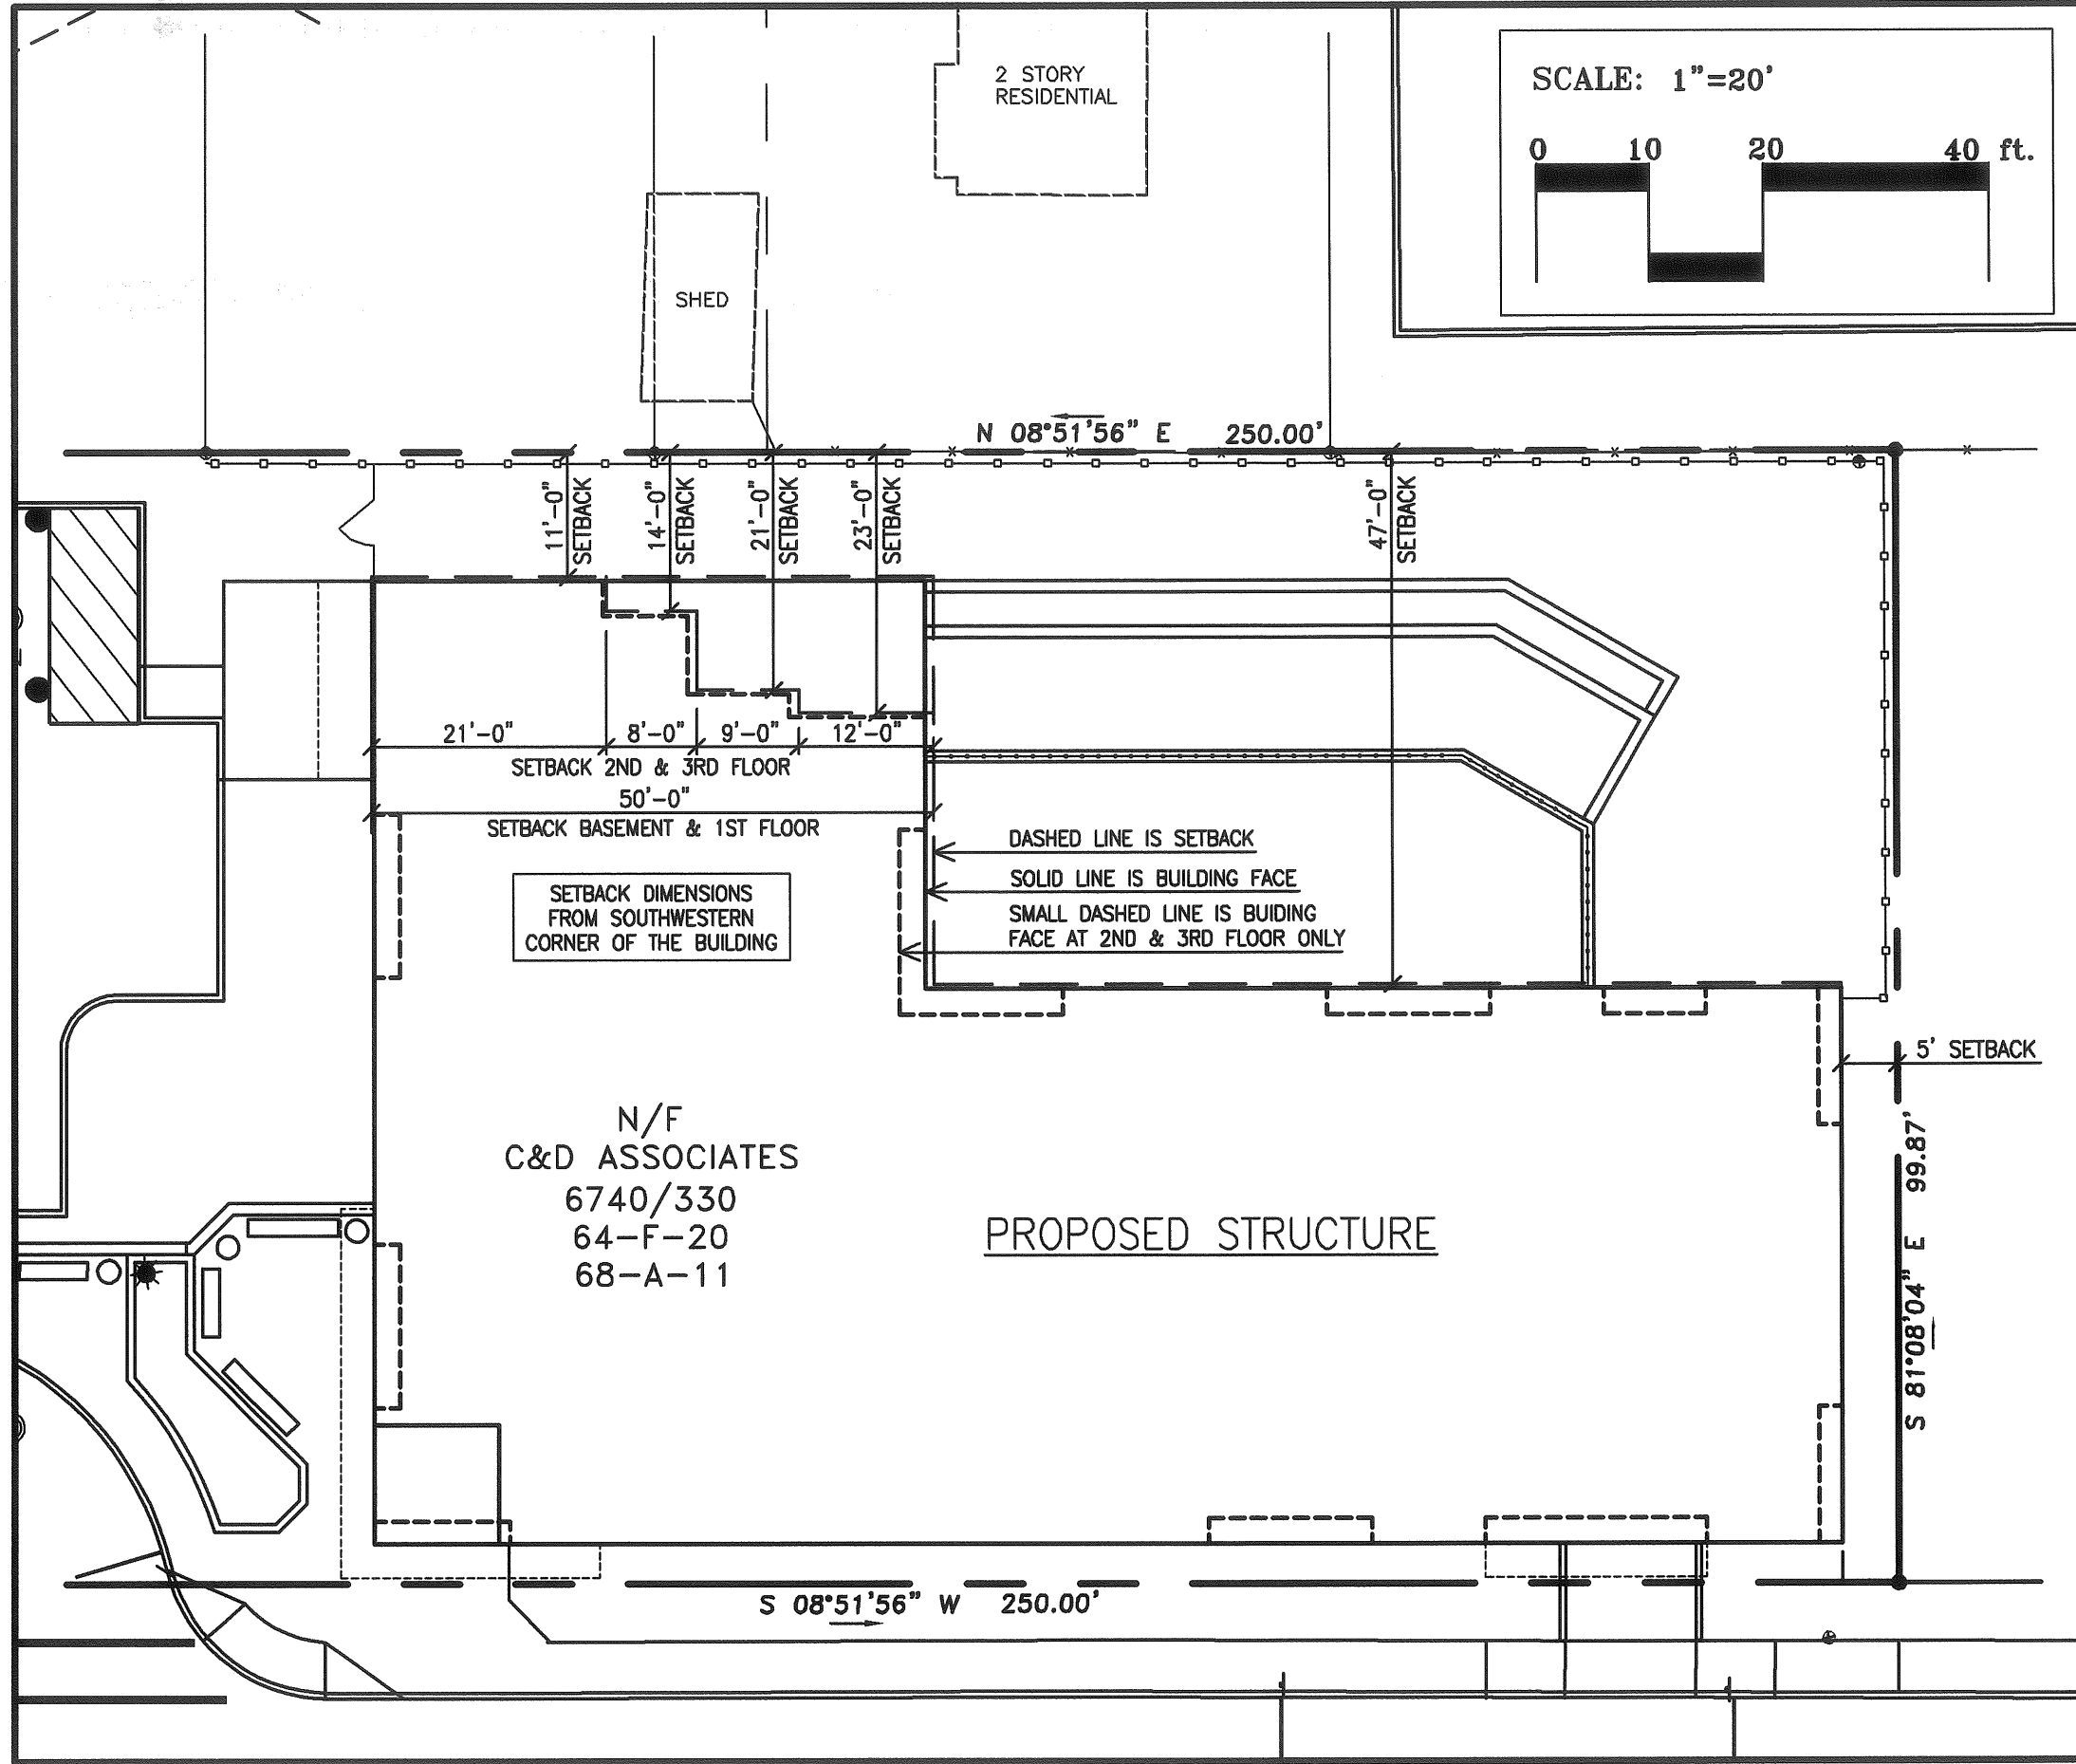 2 STORY
RESIDENTIAL
SCALE: 1"=20'
0 10 20 40 ft.
SHED
N 08°51'56" E 250.00'
11'-0"
SETBACK
14'-0"
SETBACK
21'-0"
SETBACK
23'-0"
SETBACK
47'-0"
SETBACK
21'-0" 8'-0" 9'-0" 12'-0"
SETBACK 2ND & 3RD FLOOR
50'-0"
SETBACK BASEMENT & 1ST FLOOR
SETBACK DIMENSIONS
FROM SOUTHWESTERN
CORNER OF THE BUILDING
DASHED LINE IS SETBACK
SOLID LINE IS BUILDING FACE
SMALL DASHED LINE IS BUIDING
FACE AT 2ND & 3RD FLOOR ONLY
5' SETBACK
N/F
C&D ASSOCIATES
6740/330
64-F-20
68-A-11
PROPOSED STRUCTURE
S 81°08'04" E 99.87'
S 08°51'56" W 250.00'